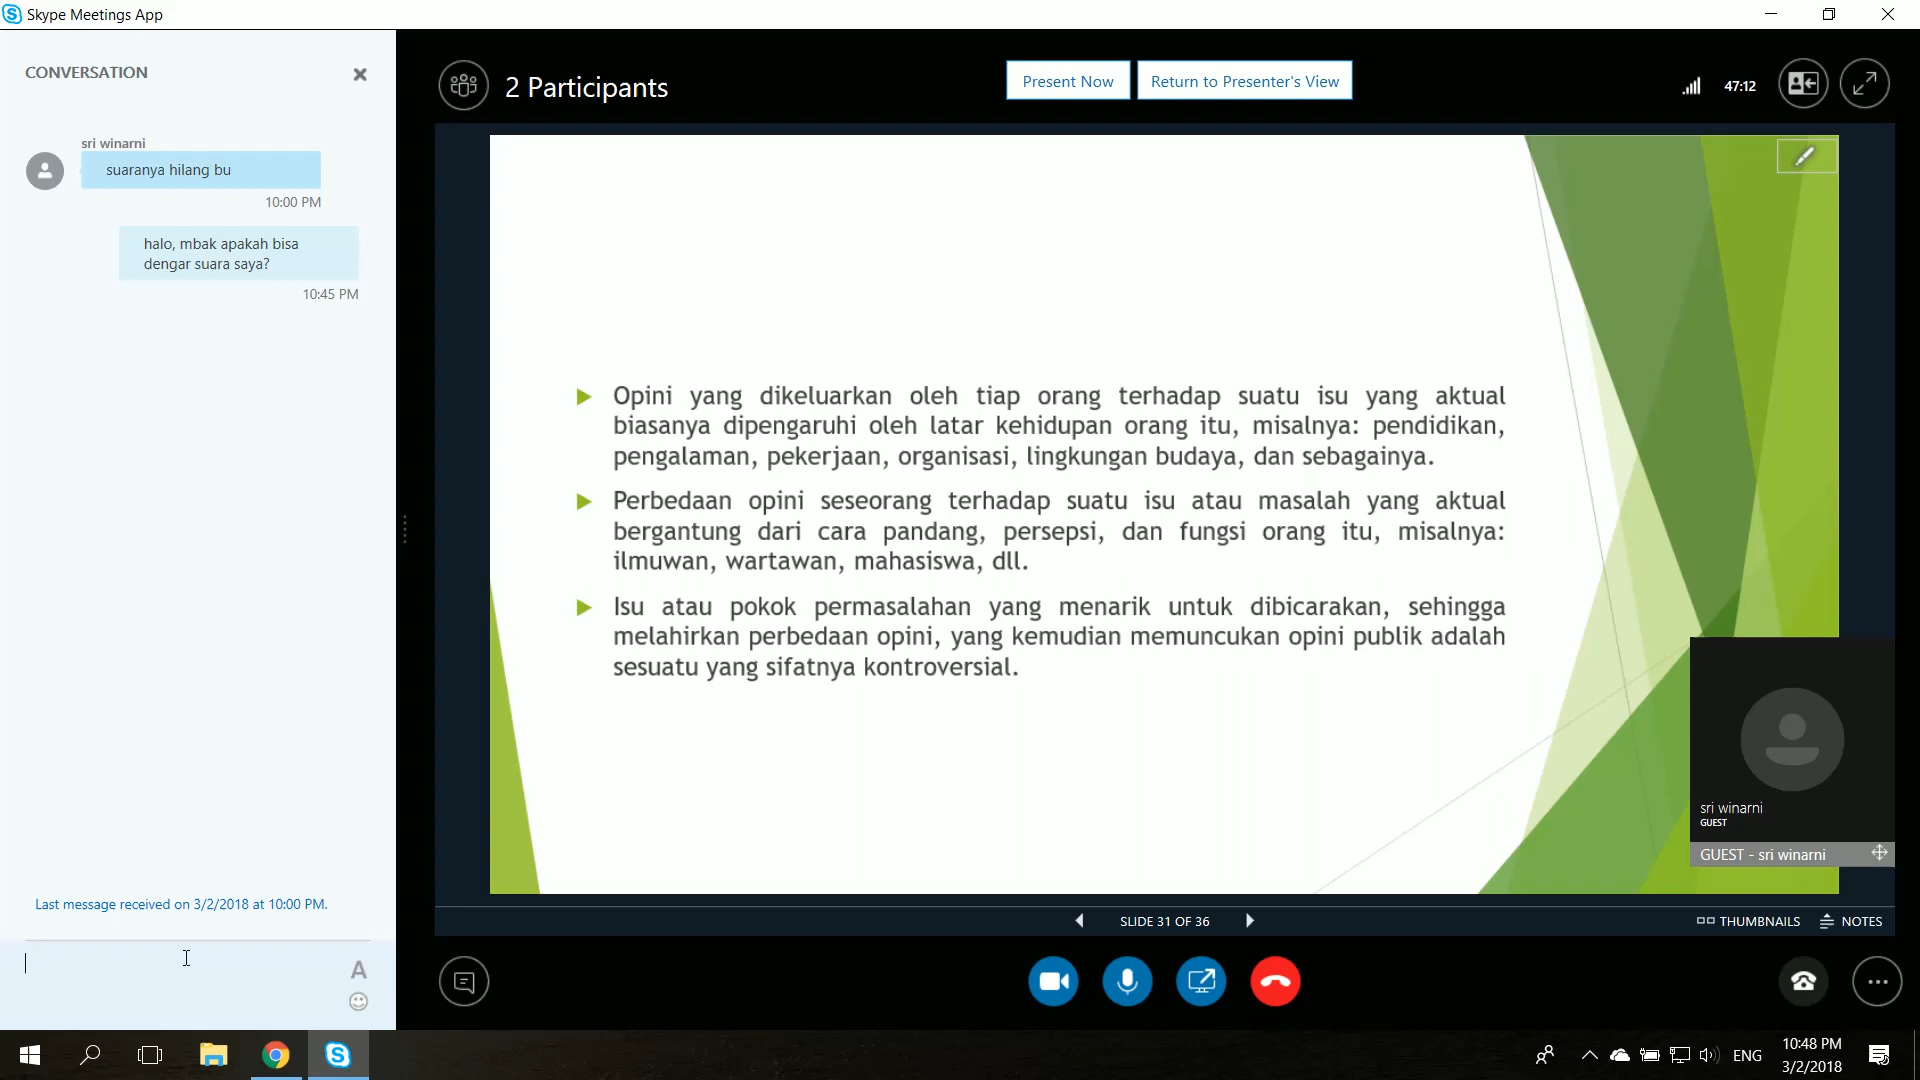 Skype Meetings App
CONVERSATION
sri winarni
suaranya hilang bu
10:00 PM
halo, mbak apakah bisa
dengar suara saya?
10:45 PM
Last message received on 3/2/2018 at 10:00 PM.
A
2 Participants
Present Now
Return to Presenter's View
47:12
Opini yang dikeluarkan oleh tiap orang terhadap suatu isu yang aktual
biasanya dipengaruhi oleh latar kehidupan orang itu, misalnya: pendidikan,
pengalaman, pekerjaan, organisasi, lingkungan budaya, dan sebagainya.
Perbedaan opini seseorang terhadap suatu isu atau masalah yang aktual
bergantung dari cara pandang, persepsi, dan fungsi orang itu, misalnya:
ilmuwan, wartawan, mahasiswa, dll.
Isu atau pokok permasalahan yang menarik untuk dibicarakan, sehingga
melahirkan perbedaan opini, yang kemudian memuncukan opini publik adalah
sesuatu yang sifatnya kontroversial.
sri winarni
GUEST
GUEST - sri winarni
SLIDE 31 OF 36
THUMBNAILS
NOTES
ENG
10:48 PM
3/2/2018